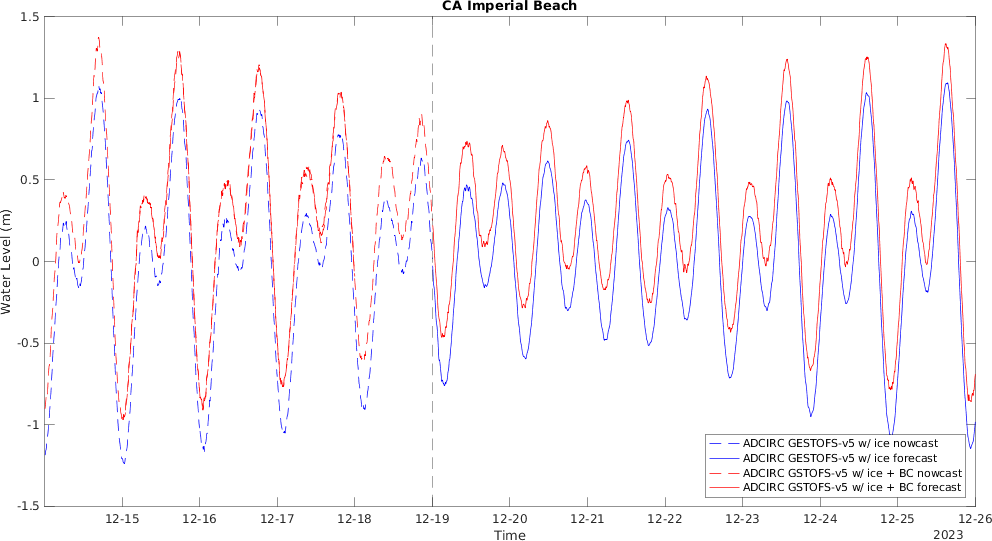 CA Imperial Beach
1.5
1
0.5
0
-0.5
-1
-1.5
Water Level (m)
12-15 12-16 12-17 12-18 12-19 12-20 12-21 12-22 12-23 12-24 12-25 12-26
Time
2023
ADCIRC GESTOFS-v5 w/ ice nowcast
ADCIRC GESTOFS-v5 w/ ice forecast
ADCIRC GSTOFS-v5 w/ ice + BC nowcast
ADCIRC GSTOFS-v5 w/ ice + BC forecast